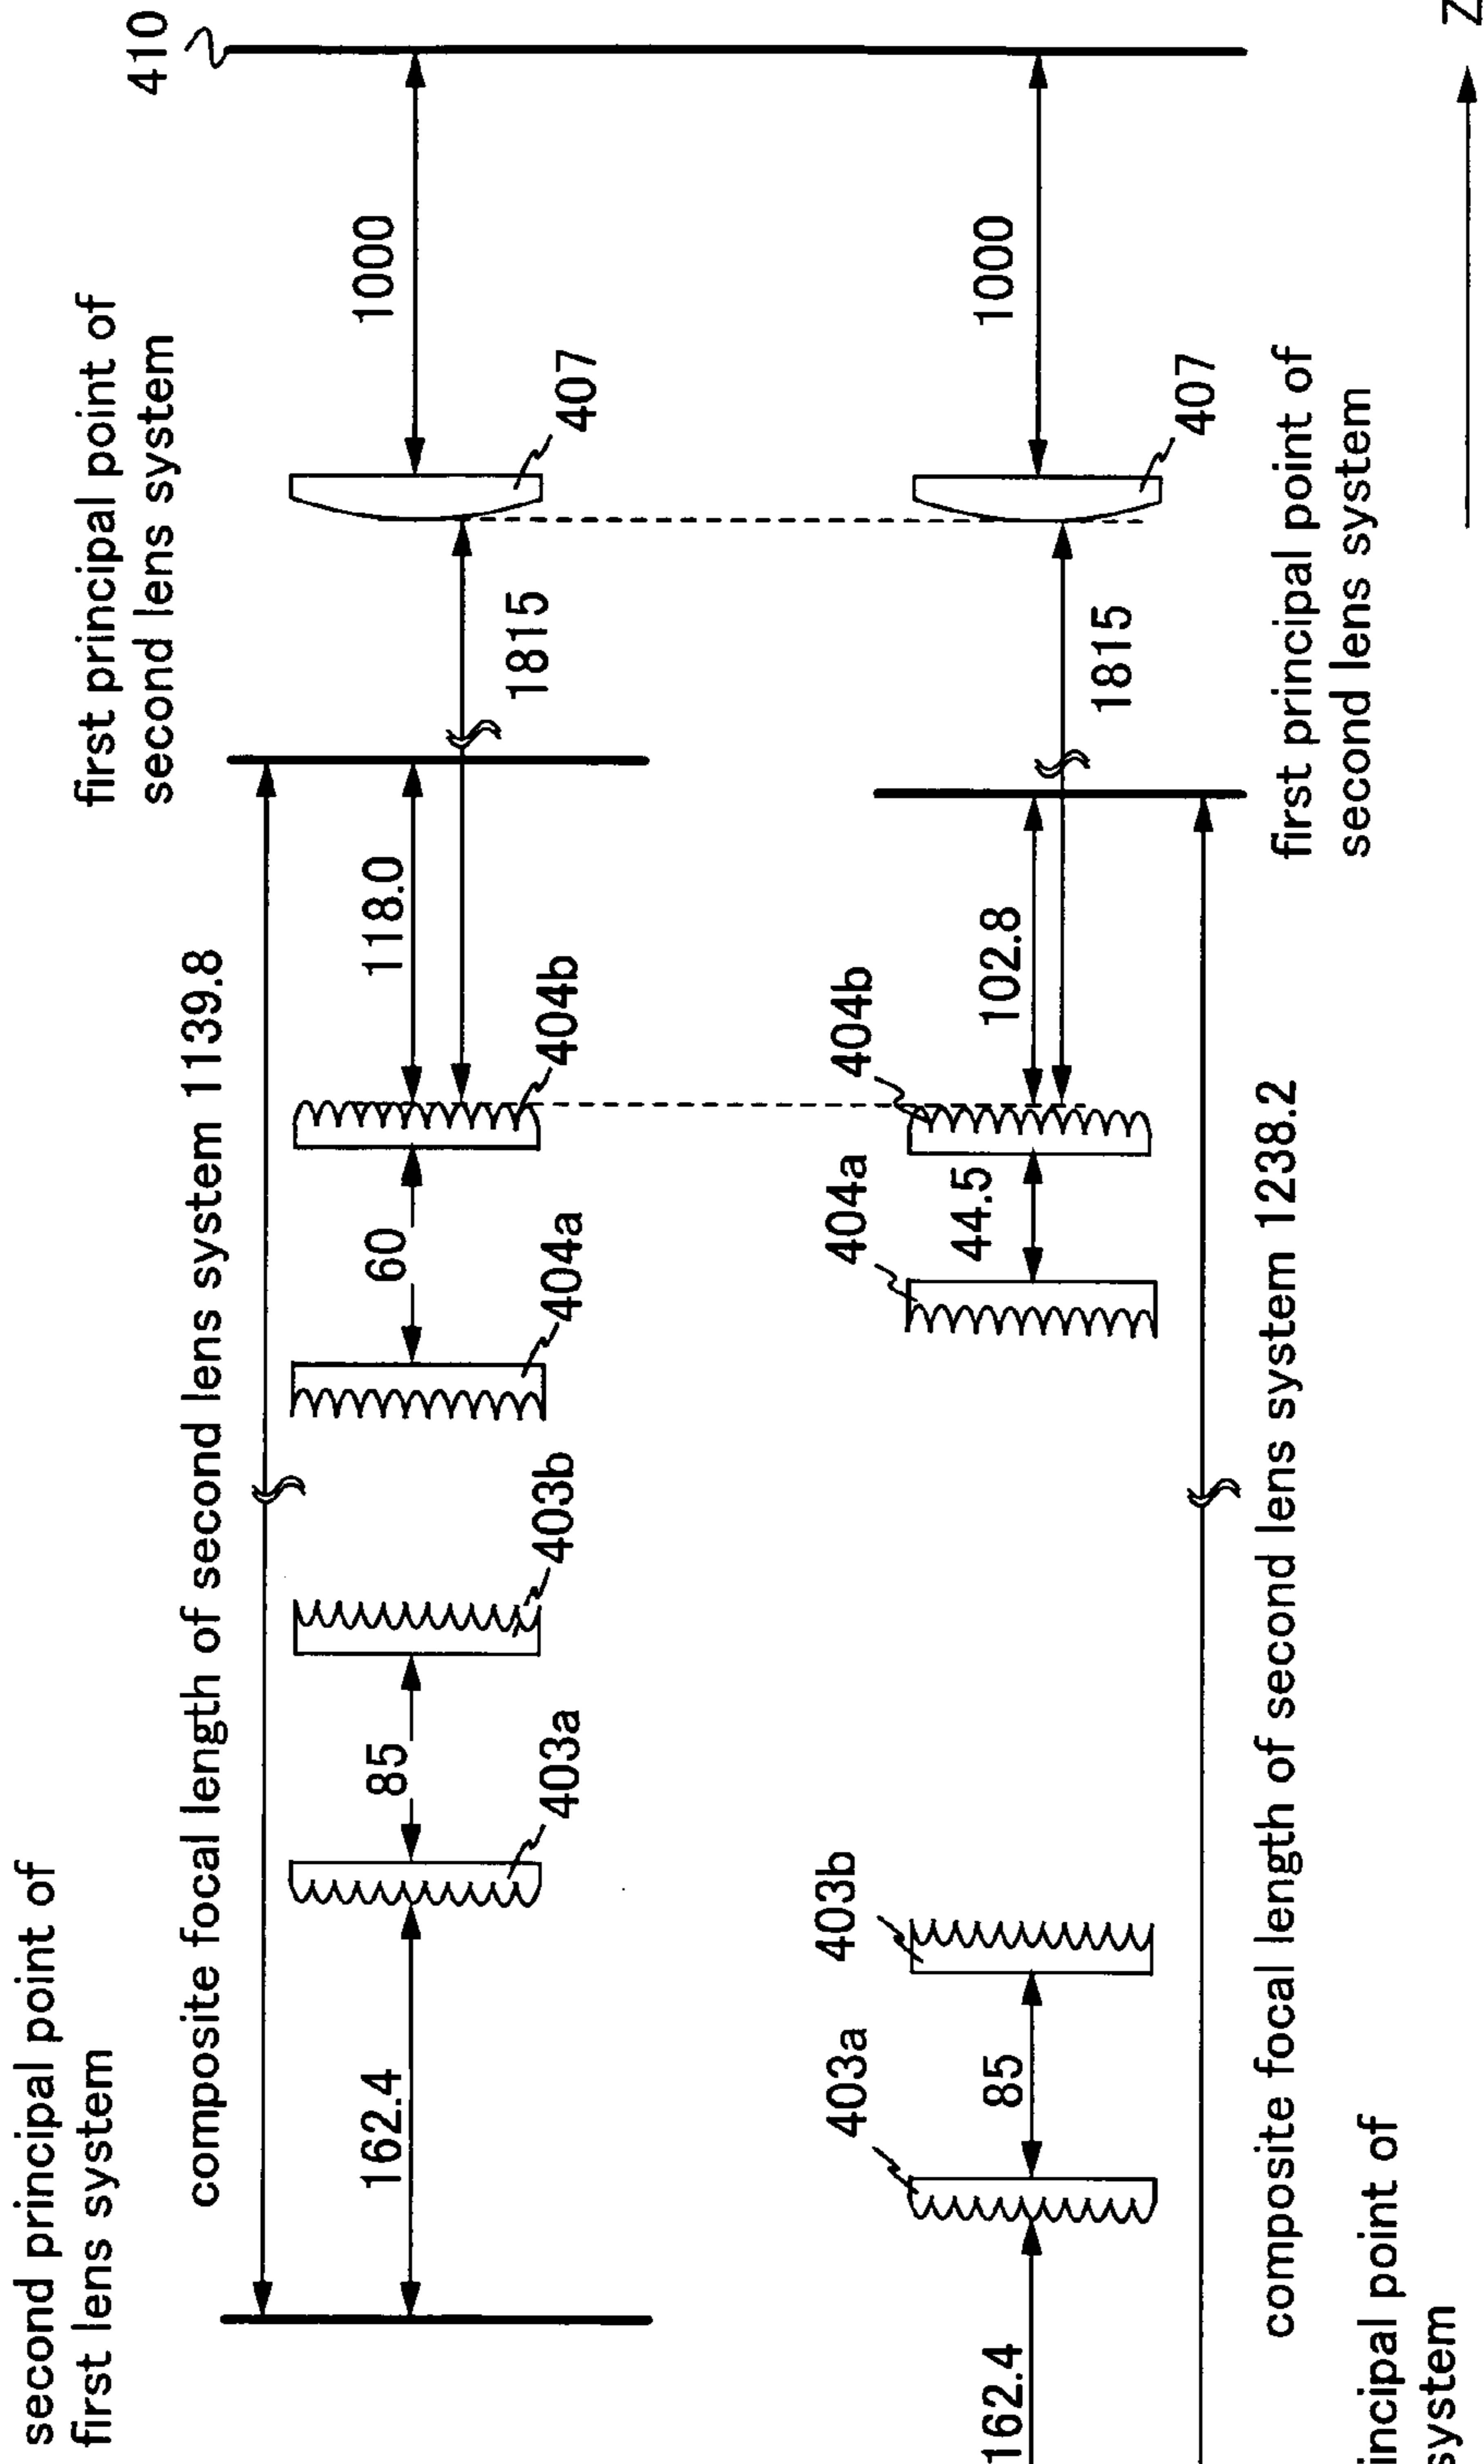 second principal point of
first lens system
first principal point of
second lens system
410
composite focal length of second lens system 1139.8
162.4
85
60
118.0
1000
1815
403a
403b
404a
404b
407
403a
403b
404a
404b
162.4
85
44.5
102.8
1000
1815
407
composite focal length of second lens system 1238.2
first principal point of
second lens system
point of
system
Z